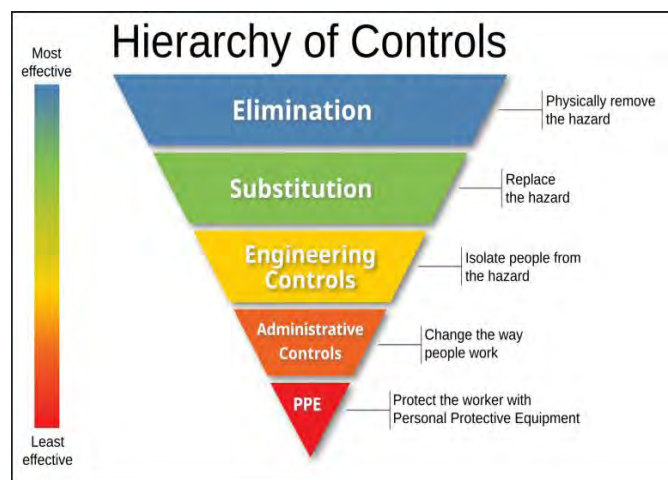 Hierarchy of Controls
Most
effective
Elimination
Physically remove
the hazard
Substitution
Replace
the hazard
Engineering
Controls
Isolate people from
the hazard
Administrative
Controls
Change the way
people work
PPE
Protect the worker with
Personal Protective Equipment
Least
effective